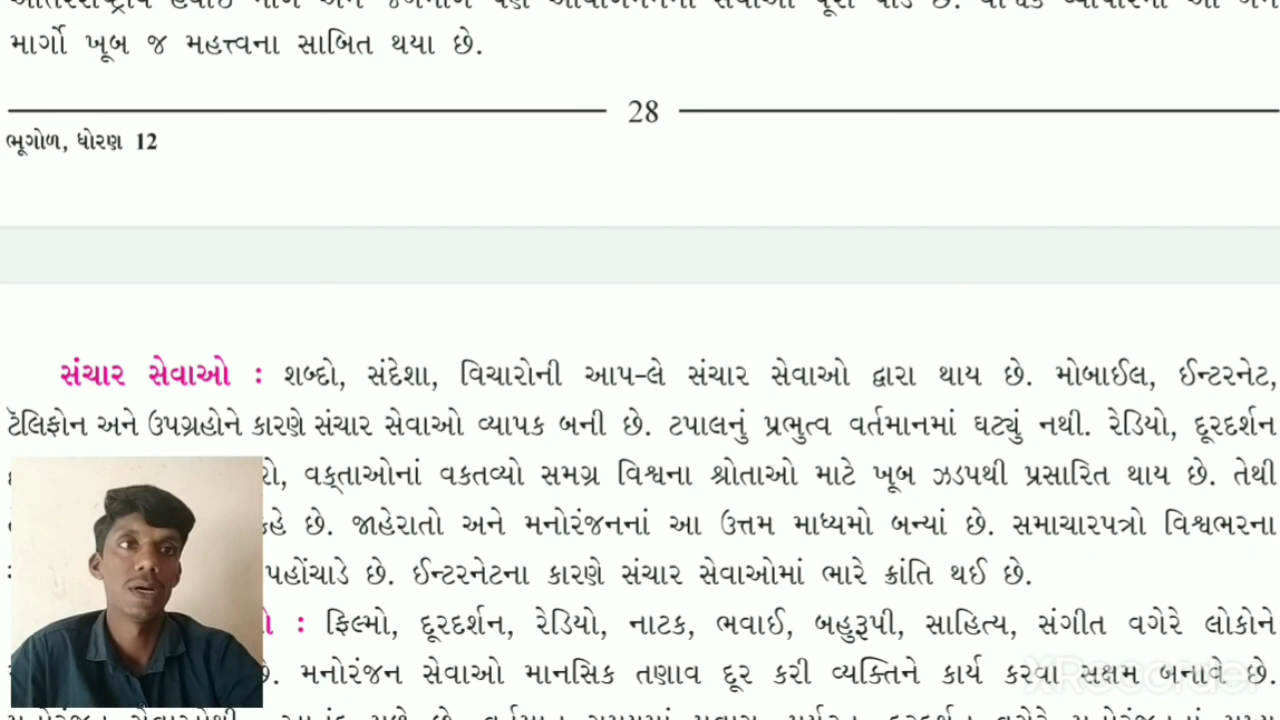 માર્ગો ખૂબ જ મહત્ત્વના સાબિત થયા છે.
28
ભૂગોળ, ધોરણ 12
સંચાર સેવાઓ : શબ્દો, સંદેશા, વિચારોની આપ-લે સંચાર સેવાઓ દ્વારા થાય છે. મોબાઈલ, ઈન્ટરનેટ,
ટૅલિફોન અને ઉપગ્રહોને કારણે સંચાર સેવાઓ વ્યાપક બની છે. ટપાલનું પ્રભુત્વ વર્તમાનમાં ઘટ્યું નથી. રેડિયો, દૂરદર્શન
રો, વક્તાઓનાં વકતવ્યો સમગ્ર વિશ્વના શ્રોતાઓ માટે ખૂબ ઝડપથી પ્રસારિત થાય છે. તેથી
કહે છે. જાહેરાતો અને મનોરંજનનાં આ ઉત્તમ માધ્યમો બન્યાં છે. સમાચારપત્રો વિશ્વભરના
પહોંચાડે છે. ઈન્ટરનેટના કારણે સંચાર સેવાઓમાં ભારે ક્રાંતિ થઈ છે.
ઓ : ફિલ્મો, દૂરદર્શન, રેડિયો, નાટક, ભવાઈ, બહુરૂપી, સાહિત્ય, સંગીત વગેરે લોકોને
છે. મનોરંજન સેવાઓ માનસિક તણાવ દૂર કરી વ્યક્તિને કાર્ય કરવા સક્ષમ બનાવે છે.
XRecorder